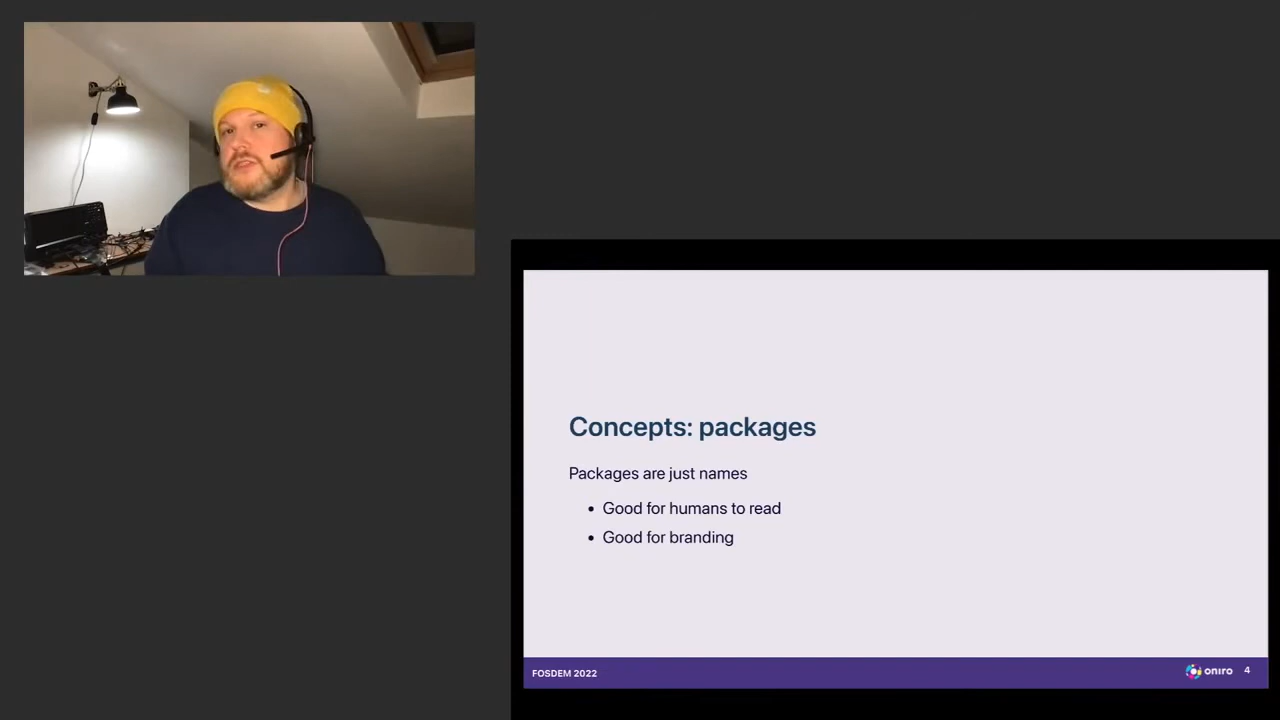 Concepts: packages
Packages are just names
• Good for humans to read
• Good for branding
FOSDEM 2022
oniro
4